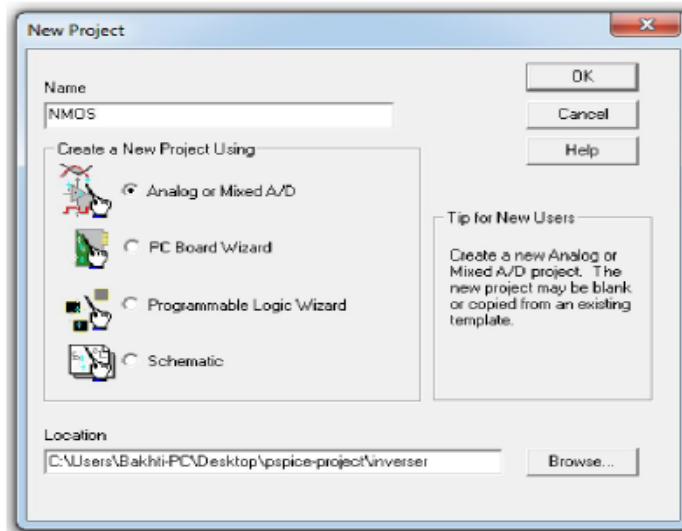 New Project
Name
NMOS
OK
Cancel
Help
Create a New Project Using
Analog or Mixed A/D
PC Board Wizard
Programmable Logic Wizard
Schematic
Tip for New Users
Create a new Analog or
Mixed A/D project. The
new project may be blank
or copied from an existing
template.
Location
C:\Users\Bakhti-PC\Desktop\pspice-project\inverser
Browse...